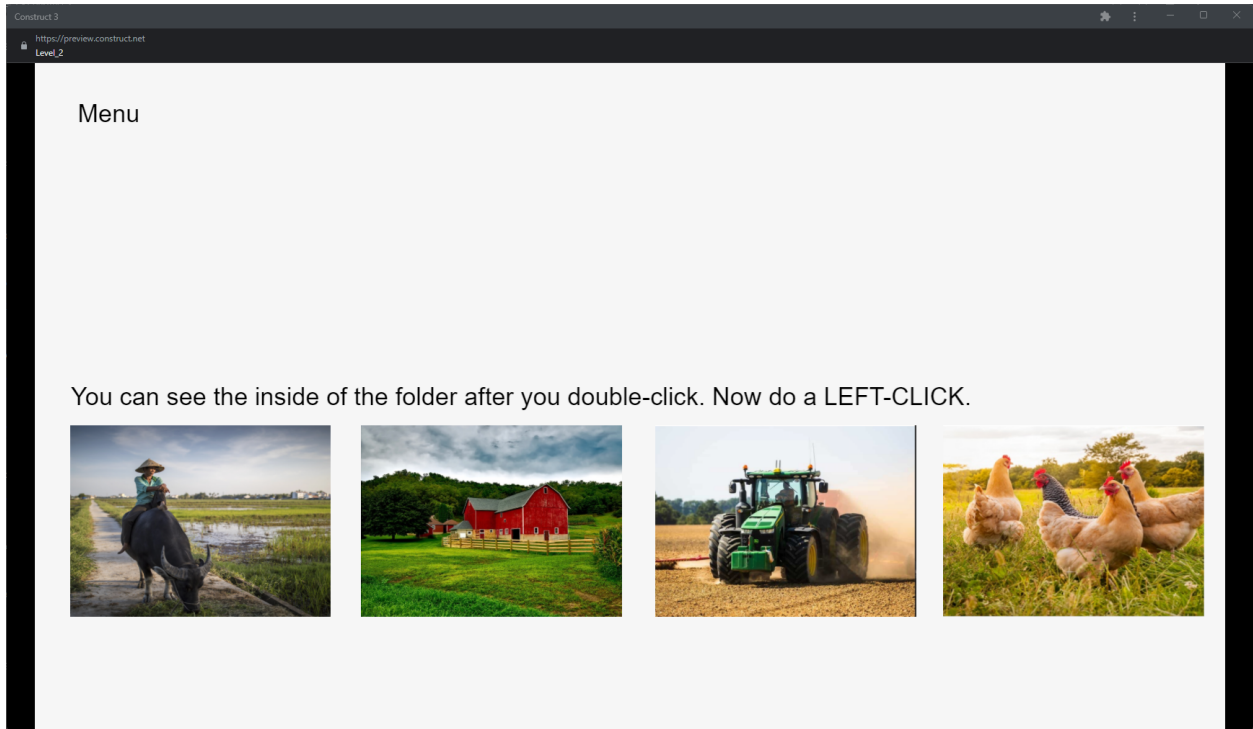 Construct 3
https://preview.construct.net
Level_2
Menu
You can see the inside of the folder after you double-click. Now do a LEFT-CLICK.